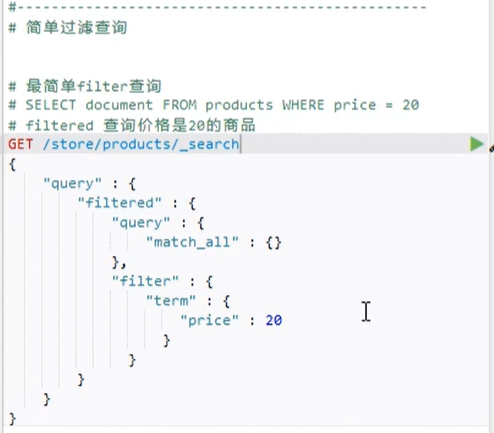 #------------------------------------------------
# 简单过滤查询
# 最简单filter查询
# SELECT document FROM products WHERE price = 20
# filtered 查询价格是20的商品
GET /store/products/_search
{
    "query" : {
        "filtered" : {
            "query" : {
                "match_all" : {}
            },
            "filter" : {
                "term" : {
                    "price" : 20
                  }
              }
        }
    }
}